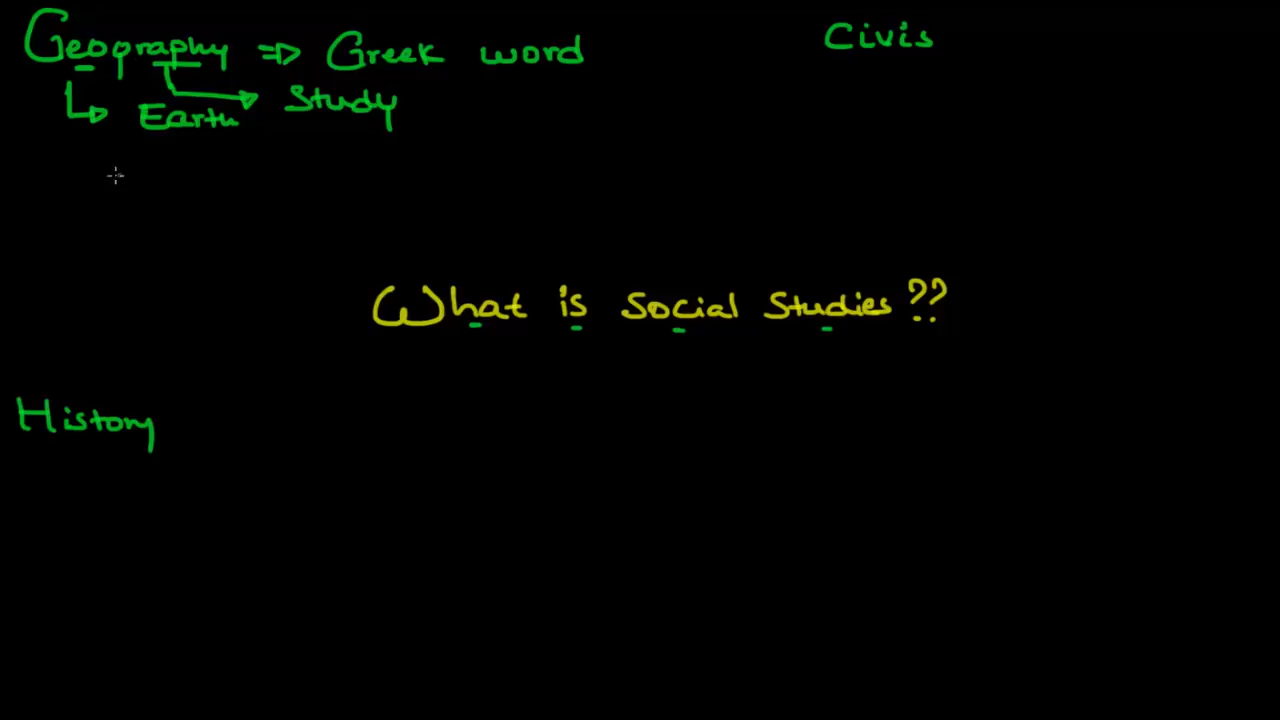 Geography ⇒ Greek word
Civis
Study
Earth
What is Social Studies??
History